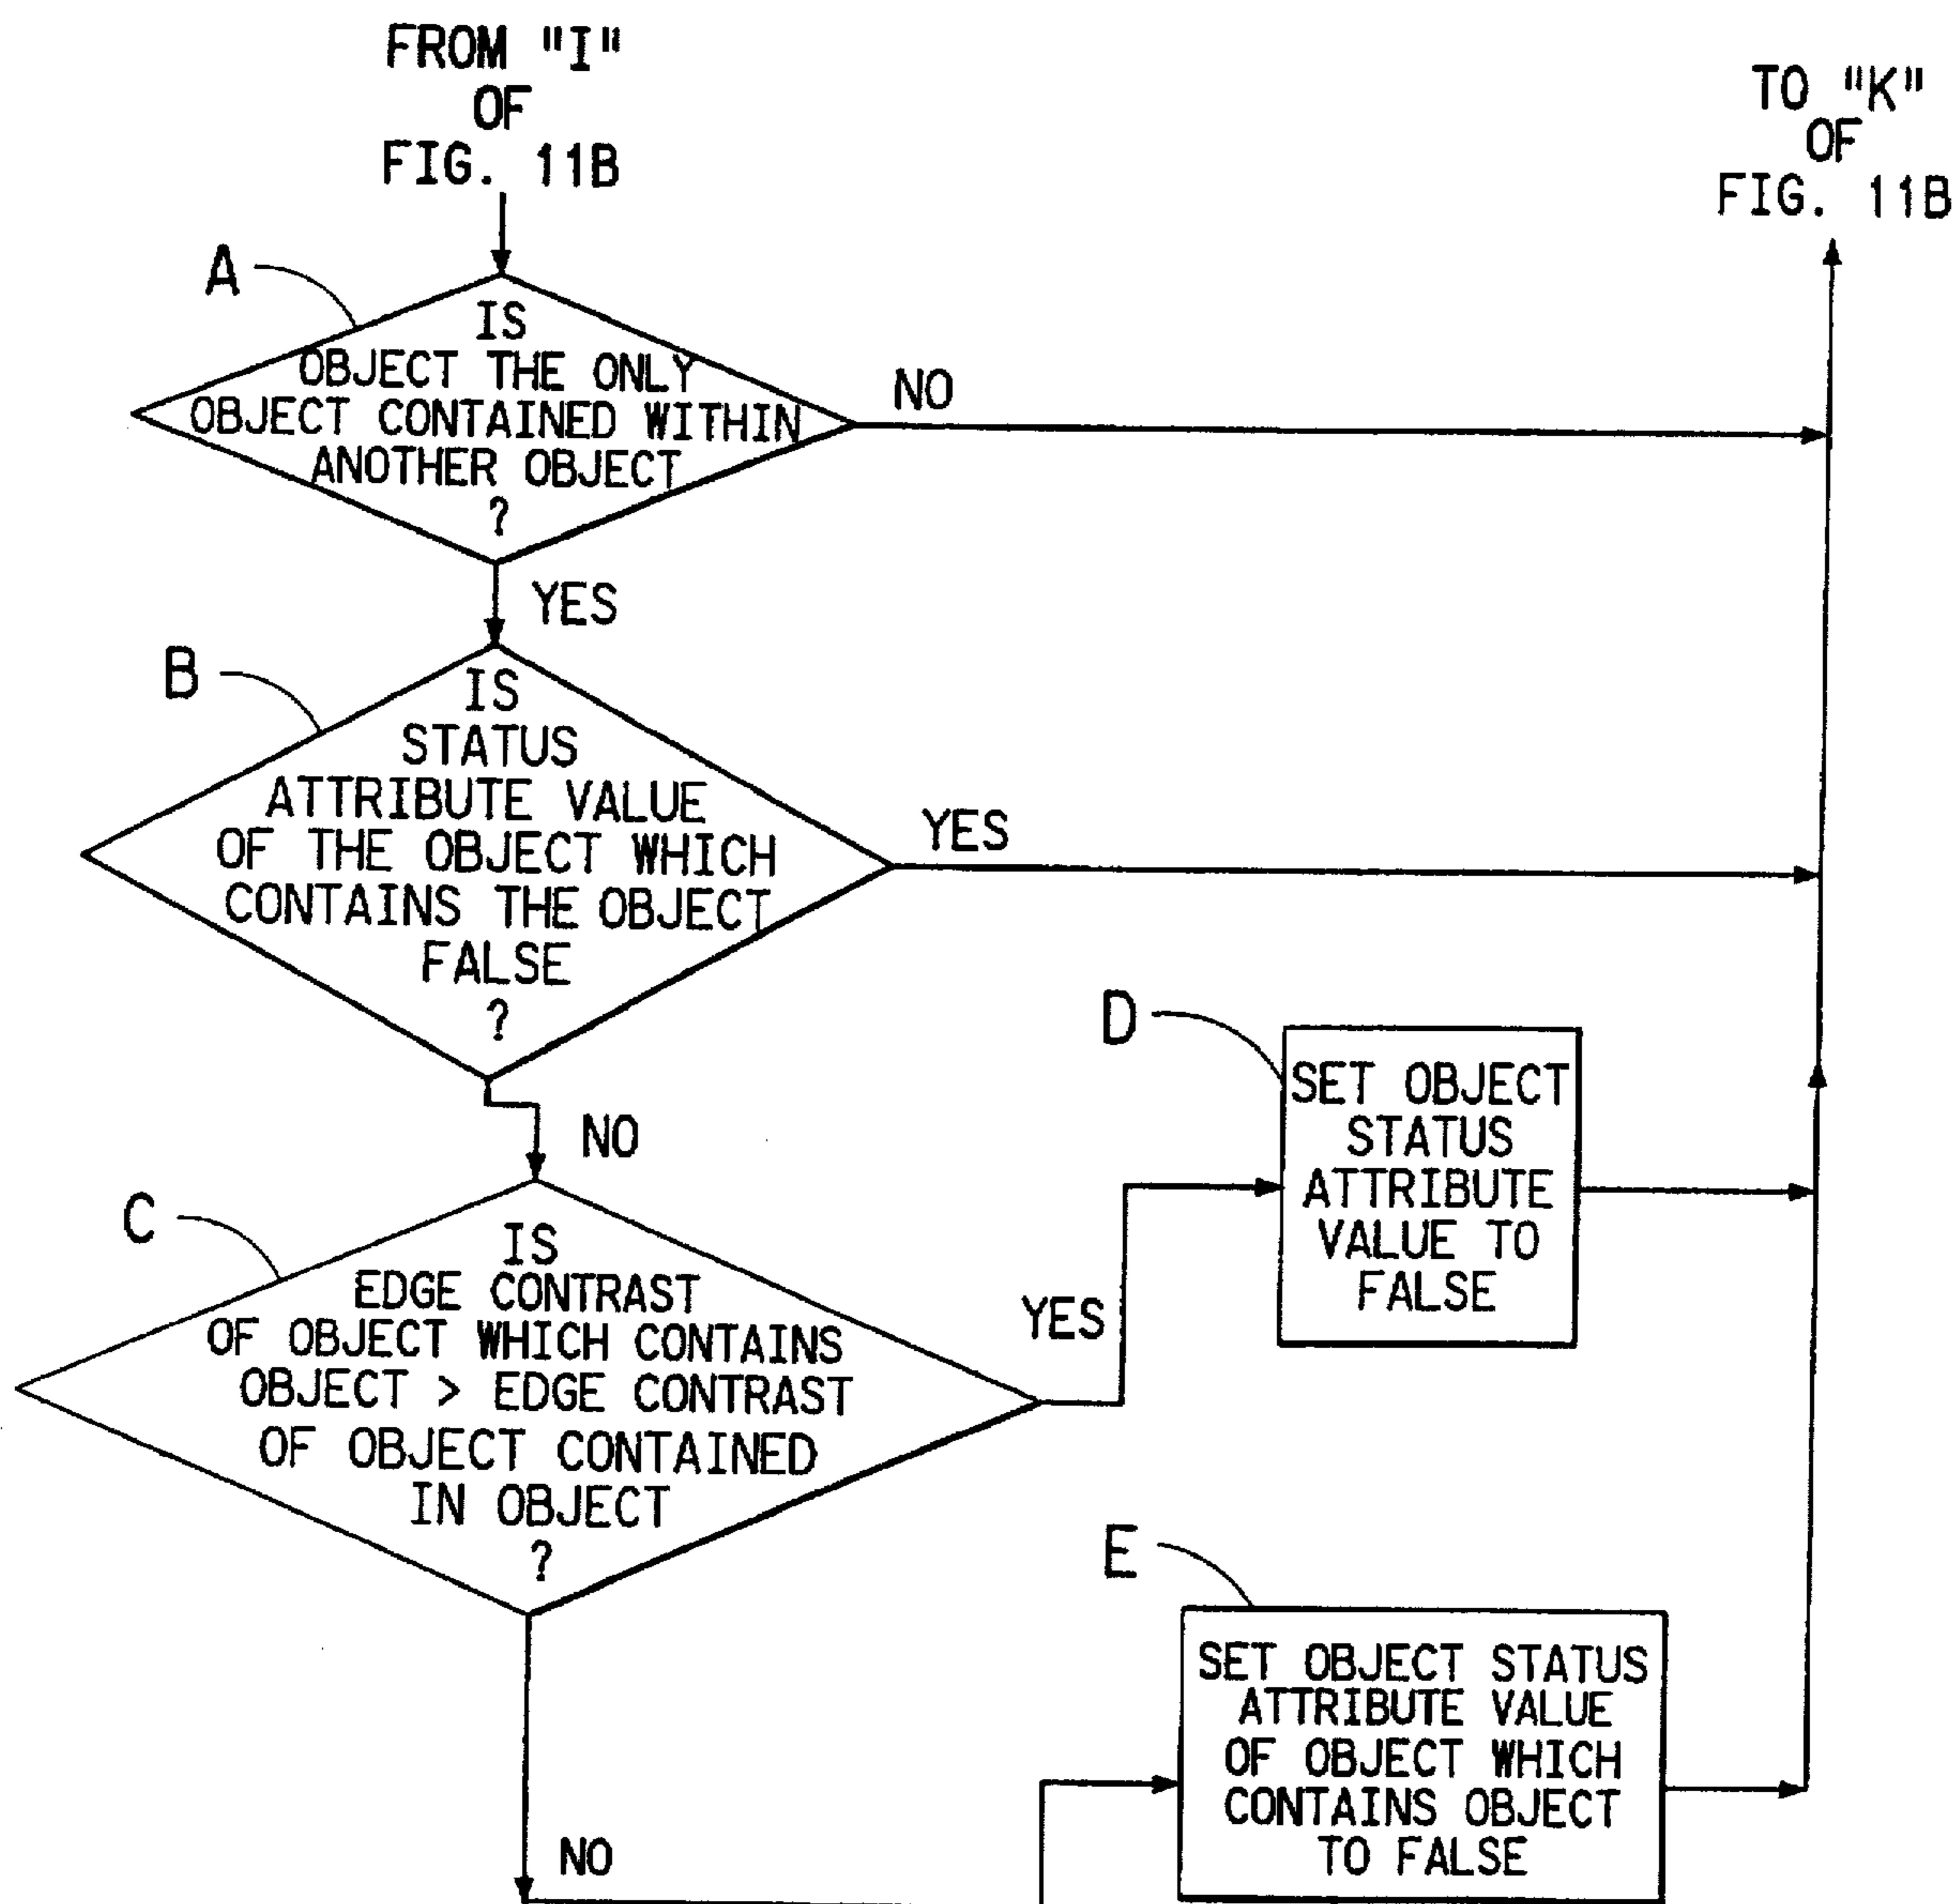 FROM "I"
OF
FIG. 11B
TO "K"
OF
FIG. 11B
A
IS
OBJECT THE ONLY
OBJECT CONTAINED WITHIN
ANOTHER OBJECT
?
NO
YES
B
IS
STATUS
ATTRIBUTE VALUE
OF THE OBJECT WHICH
CONTAINS THE OBJECT
FALSE
?
YES
NO
D
SET OBJECT
STATUS
ATTRIBUTE
VALUE TO
FALSE
C
IS
EDGE CONTRAST
OF OBJECT WHICH CONTAINS
OBJECT > EDGE CONTRAST
OF OBJECT CONTAINED
IN OBJECT
?
YES
NO
E
SET OBJECT STATUS
ATTRIBUTE VALUE
OF OBJECT WHICH
CONTAINS OBJECT
TO FALSE